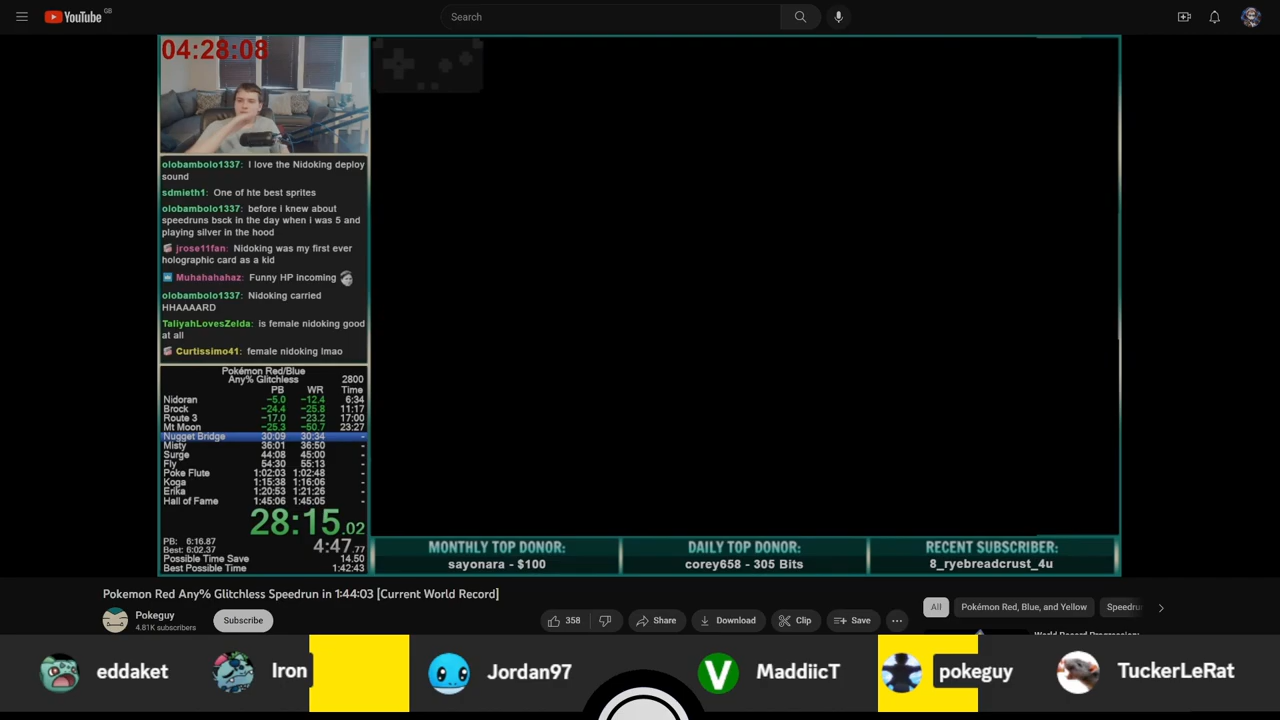 YouTube GB
Search
04:28:08
olobambolo1337: I love the Nidoking deploy
sound
sdmieth1: One of hte best sprites
olobambolo1337: before i knew about
speedruns bsck in the day when i was 5 and
playing silver in the hood
jrose11fan: Nidoking was my first ever
holographic card as a kid
Muhahahahaz: Funny HP incoming
olobambolo1337: Nidoking carried
HHAAAARD
TaliyahLovesZelda: is female nidoking good
at all
Curtissimo41: female nidoking lmao
Pokémon Red/Blue
Any% Glitchless 2800
PB WR Time
Nidoran −5.0 −12.4 6:34
Brock −24.4 −25.8 11:17
Route 3 −17.0 −23.2 17:00
Mt Moon −25.3 −50.7 23:27
Nugget Bridge 30:09 30:34 -
Misty 36:01 36:50 -
Surge 44:08 45:00 -
Fly 54:30 55:13 -
Poke Flute 1:02:03 1:02:48 -
Koga 1:15:38 1:16:06 -
Erika 1:20:53 1:21:26 -
Hall of Fame 1:45:06 1:45:05 -
28:15.02
PB: 6:16.87
Best: 6:02.37 4:47.77
Possible Time Save 14.50
Best Possible Time 1:42:43
MONTHLY TOP DONOR: DAILY TOP DONOR: RECENT SUBSCRIBER:
sayonara - $100 corey658 - 305 Bits 8_ryebreadcrust_4u
Pokemon Red Any% Glitchless Speedrun in 1:44:03 [Current World Record]
Pokeguy
4.81K subscribers
Subscribe
358 Share Download Clip Save
All Pokémon Red, Blue, and Yellow Speedru
World Record Progression:
eddaket Iron Jordan97 MaddiicT pokeguy TuckerLeRat